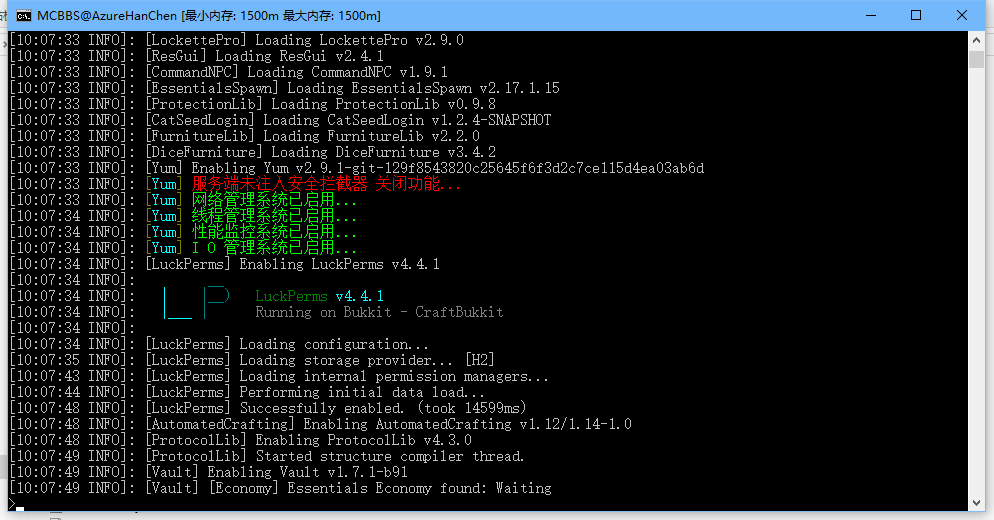 MCBBS@AzureHanChen [最小内存: 1500m 最大内存: 1500m]
[10:07:33 INFO]: [LockettePro] Loading LockettePro v2.9.0
[10:07:33 INFO]: [ResGui] Loading ResGui v2.4.1
[10:07:33 INFO]: [CommandNPC] Loading CommandNPC v1.9.1
[10:07:33 INFO]: [EssentialsSpawn] Loading EssentialsSpawn v2.17.1.15
[10:07:33 INFO]: [ProtectionLib] Loading ProtectionLib v0.9.8
[10:07:33 INFO]: [CatSeedLogin] Loading CatSeedLogin v1.2.4-SNAPSHOT
[10:07:33 INFO]: [FurnitureLib] Loading FurnitureLib v2.2.0
[10:07:33 INFO]: [DiceFurniture] Loading DiceFurniture v3.4.2
[10:07:33 INFO]: [Yum] Enabling Yum v2.9.1-git-129f8543820c25645f6f3d2c7ce115d4ea03ab6d
[10:07:33 INFO]: [Yum] 服务端未注入安全拦截器 关闭功能...
[10:07:33 INFO]: [Yum] 网络管理系统已启用...
[10:07:34 INFO]: [Yum] 线程管理系统已启用...
[10:07:34 INFO]: [Yum] 性能监控系统已启用...
[10:07:34 INFO]: [Yum] I O 管理系统已启用...
[10:07:34 INFO]: [LuckPerms] Enabling LuckPerms v4.4.1
[10:07:34 INFO]:
[10:07:34 INFO]: LuckPerms v4.4.1
[10:07:34 INFO]: Running on Bukkit - CraftBukkit
[10:07:34 INFO]:
[10:07:34 INFO]: [LuckPerms] Loading configuration...
[10:07:35 INFO]: [LuckPerms] Loading storage provider... [H2]
[10:07:43 INFO]: [LuckPerms] Loading internal permission managers...
[10:07:44 INFO]: [LuckPerms] Performing initial data load...
[10:07:48 INFO]: [LuckPerms] Successfully enabled. (took 14599ms)
[10:07:48 INFO]: [AutomatedCrafting] Enabling AutomatedCrafting v1.12/1.14-1.0
[10:07:48 INFO]: [ProtocolLib] Enabling ProtocolLib v4.3.0
[10:07:49 INFO]: [ProtocolLib] Started structure compiler thread.
[10:07:49 INFO]: [Vault] Enabling Vault v1.7.1-b91
[10:07:49 INFO]: [Vault] [Economy] Essentials Economy found: Waiting
>